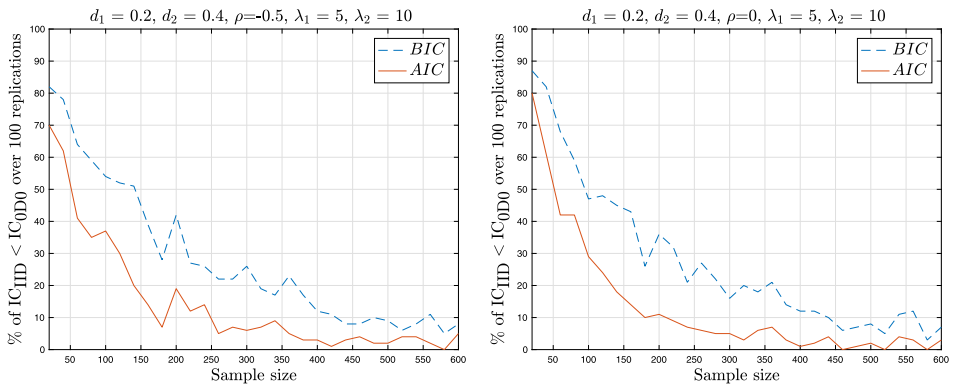 d₁ = 0.2, d₂ = 0.4, ρ=-0.5, λ₁ = 5, λ₂ = 10
% of IC_IID < IC_0D0 over 100 replications
100
90
80
70
60
50
40
30
20
10
0
BIC
AIC
50 100 150 200 250 300 350 400 450 500 550 600
Sample size
d₁ = 0.2, d₂ = 0.4, ρ=0, λ₁ = 5, λ₂ = 10
% of IC_IID < IC_0D0 over 100 replications
100
90
80
70
60
50
40
30
20
10
0
BIC
AIC
50 100 150 200 250 300 350 400 450 500 550 600
Sample size